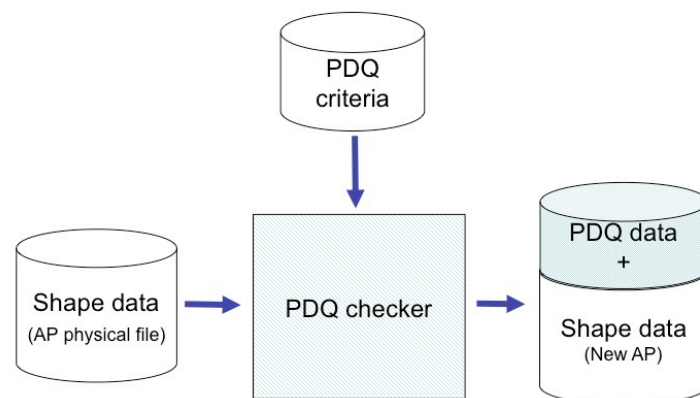 PDQ
criteria
Shape data
(AP physical file)
PDQ checker
PDQ data
+
Shape data
(New AP)